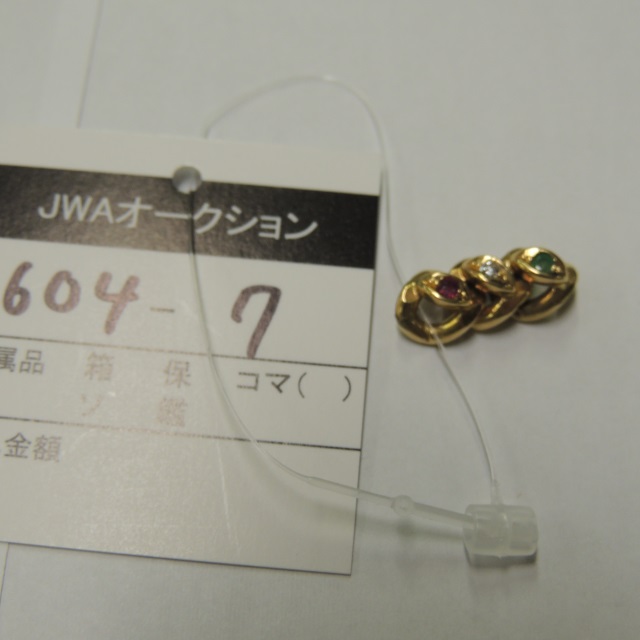 JWAオークション
604-7
属品 箱 保 コマ( )
ソ 鑑
金額